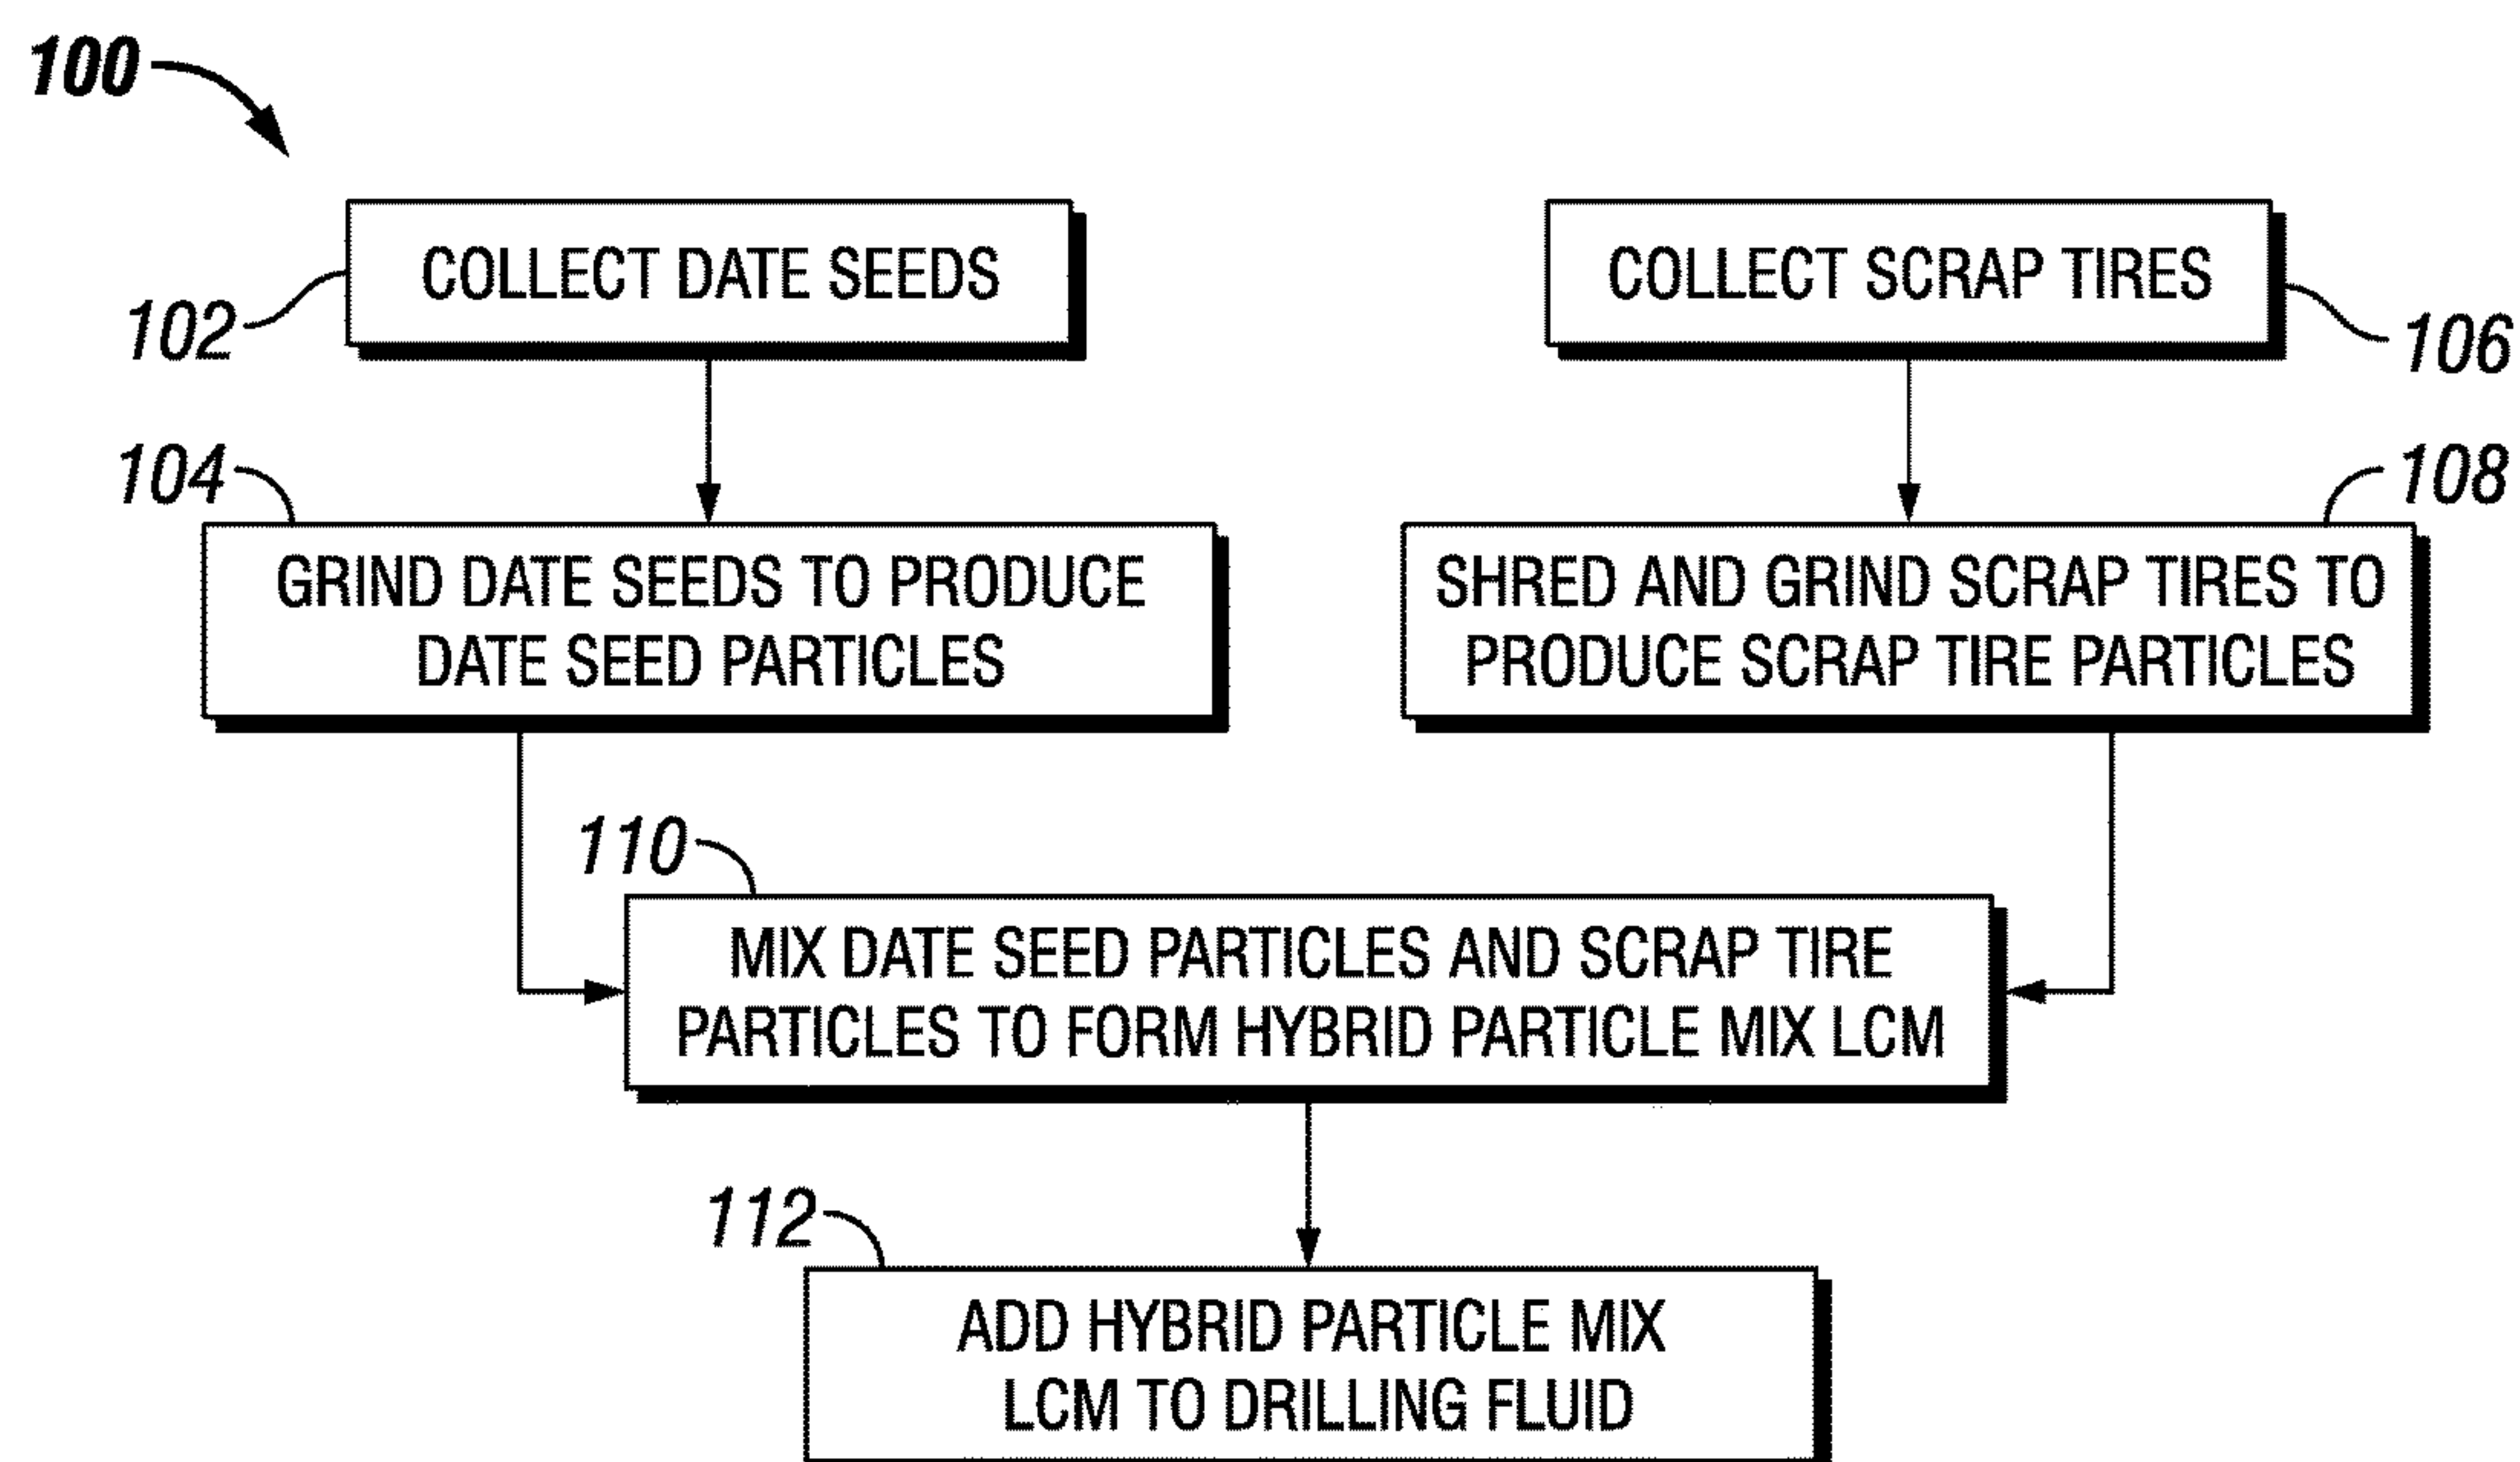 100
COLLECT DATE SEEDS
102
COLLECT SCRAP TIRES
106
104
GRIND DATE SEEDS TO PRODUCE
DATE SEED PARTICLES
108
SHRED AND GRIND SCRAP TIRES TO
PRODUCE SCRAP TIRE PARTICLES
110
MIX DATE SEED PARTICLES AND SCRAP TIRE
PARTICLES TO FORM HYBRID PARTICLE MIX LCM
112
ADD HYBRID PARTICLE MIX
LCM TO DRILLING FLUID